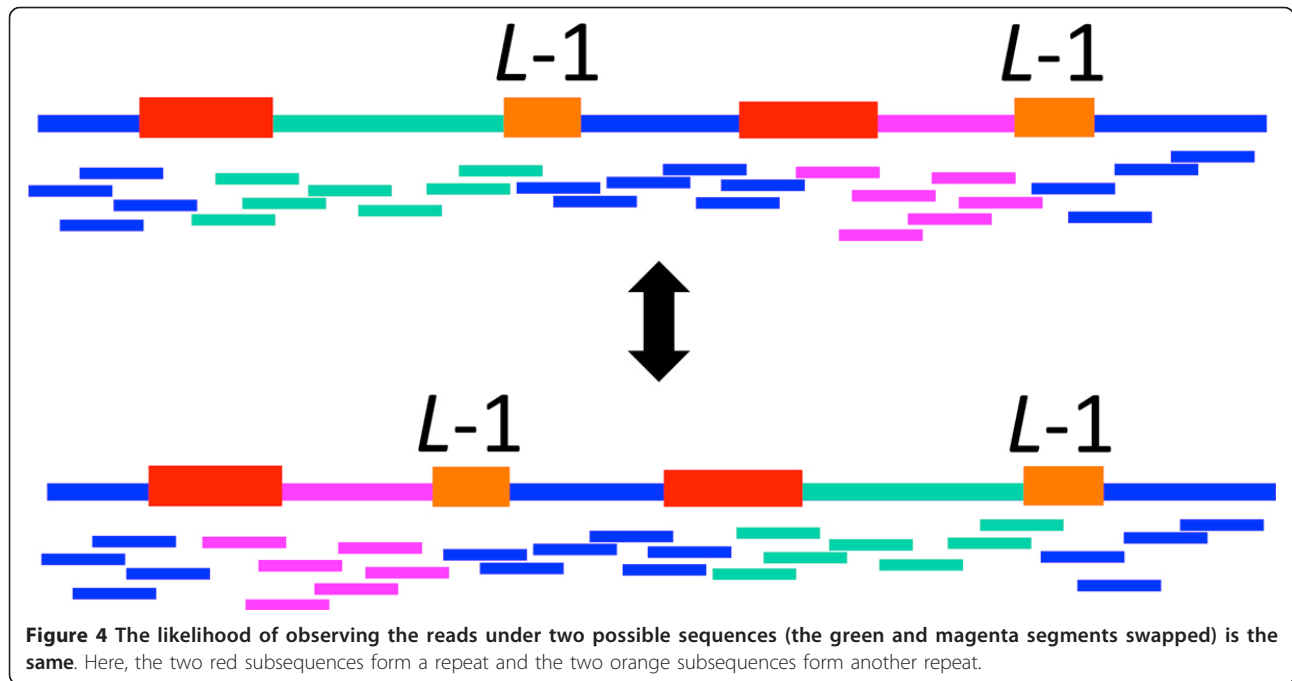 L-1 L-1
L-1 L-1
Figure 4 The likelihood of observing the reads under two possible sequences (the green and magenta segments swapped) is the
same. Here, the two red subsequences form a repeat and the two orange subsequences form another repeat.